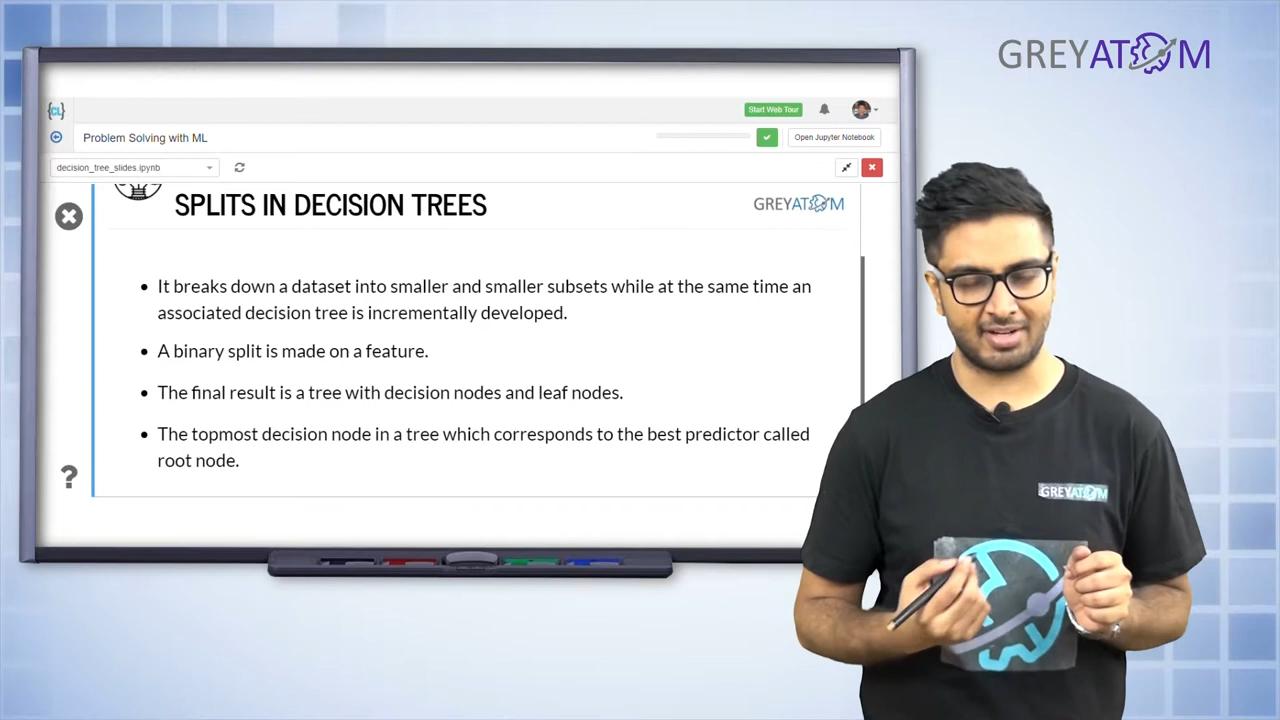 GREYATOM
{CL}
Start Web Tour
Problem Solving with ML
Open Jupyter Notebook
decision_tree_slides.ipynb
SPLITS IN DECISION TREES
GREYATOM
It breaks down a dataset into smaller and smaller subsets while at the same time an
associated decision tree is incrementally developed.
A binary split is made on a feature.
The final result is a tree with decision nodes and leaf nodes.
The topmost decision node in a tree which corresponds to the best predictor called
root node.
?
GREYATOM